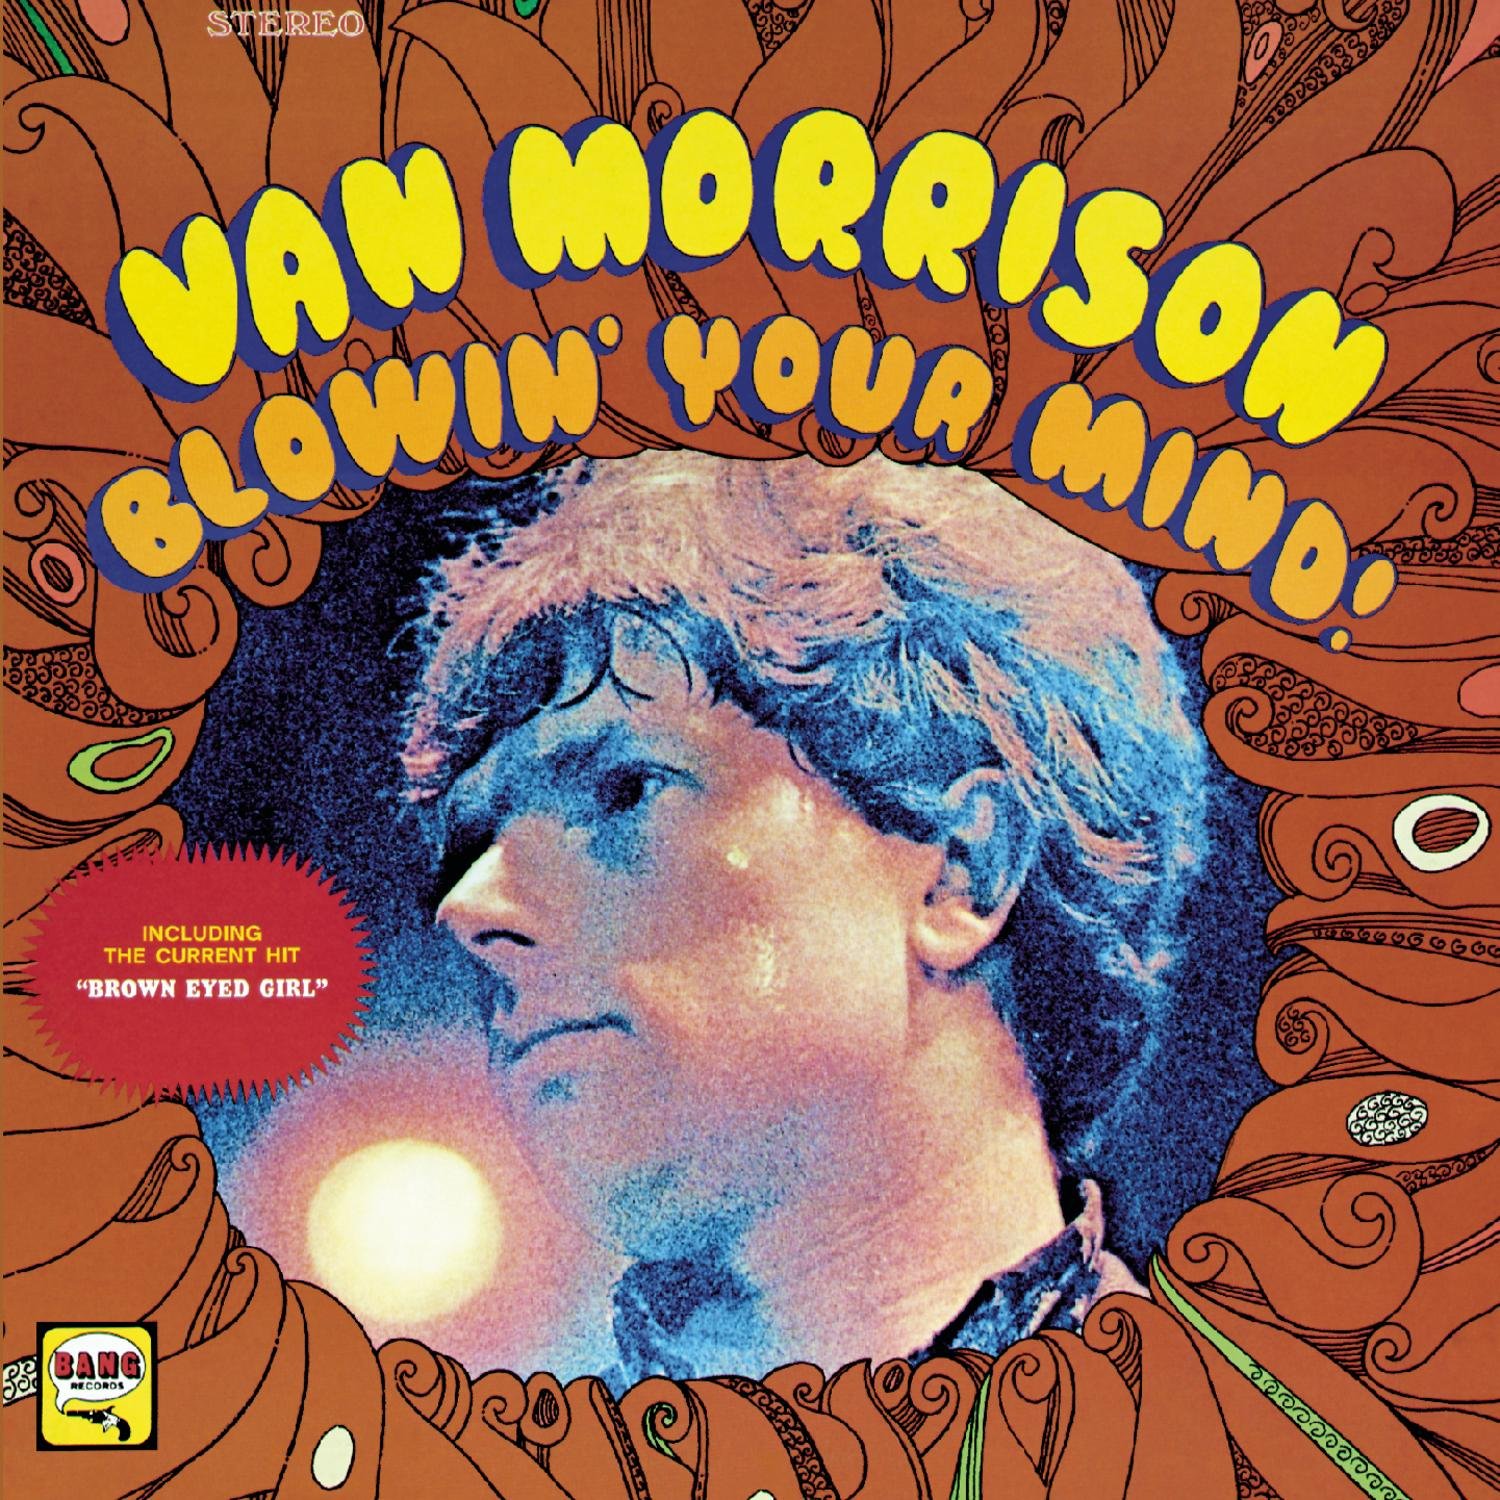 STEREO
VAN MORRISON
BLOWIN' YOUR MIND!
INCLUDING
THE CURRENT HIT
“BROWN EYED GIRL”
BANG
RECORDS